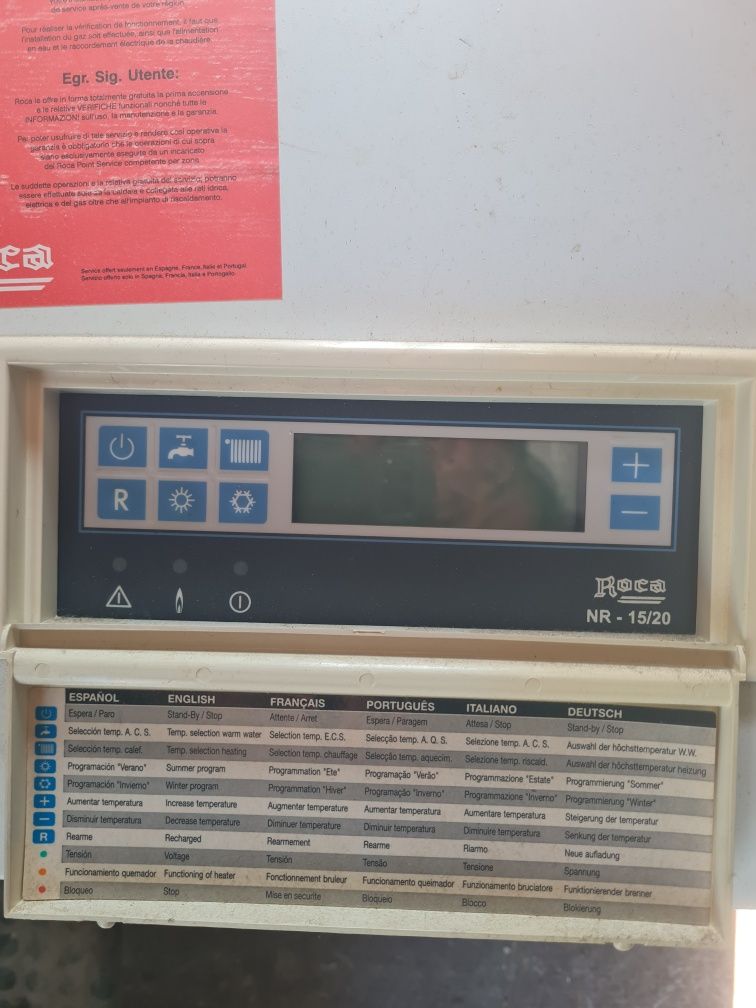 de service après-vente de votre région.
Pour réaliser la vérification de fonctionnement, il faut que
l'installation du gaz soit effectuée, ainsi que l'alimentation
en eau et le raccordement électrique de la chaudière.
Egr. Sig. Utente:
Roca le offre in forma totalmente gratuita la prima accensione
e le relative VERIFICHE funzionali nonché tutte le
INFORMAZIONI sull'uso, la manutenzione e la garanzia.
Per poter usufruire di tale servizio e rendere così operativa la
garanzia è obbligatorio che le operazioni di cui sopra
siano esclusivamente eseguite da un incaricato
del Roca Point Service competente per zona.
Le suddette operazioni e la relativa gratuità del servizio, potranno
essere effettuate solo se la caldaia è collegata alle reti idrica,
elettrica e del gas oltre che all'impianto di riscaldamento.
Service offert seulement en Espagne, France, Italie et Portugal
Servizio offerto solo in Spagna, Francia, Italia e Portogallo
R
Roca
NR - 15/20
ESPAÑOL ENGLISH FRANÇAIS PORTUGUÊS ITALIANO DEUTSCH
Espera / Paro Stand-By / Stop Attente / Arret Espera / Paragem Attesa / Stop Stand-by / Stop
Selección temp. A. C. S. Temp. selection warm water Selection temp. E.C.S. Selecção temp. A. Q. S. Selezione temp. A. C. S. Auswahl der höchsttemperatur W.W.
Selección temp. calef. Temp. selection heating Selection temp. chauffage Selecção temp. aquecim. Selezione temp. riscald. Auswahl der höchsttemperatur heizung
Programación "Verano" Summer program Programmation "Ete" Programação "Verão" Programmazione "Estate" Programmierung "Sommer"
Programación "Invierno" Winter program Programmation "Hiver" Programação "Inverno" Programmazione "Inverno" Programmierung "Winter"
+ Aumentar temperatura Increase temperature Augmenter temperature Aumentar temperatura Aumentare temperatura Steigerung der temperatur
− Disminuir temperatura Decrease temperatura Diminuer temperature Diminuir temperatura Diminuire temperatura Senkung der temperatur
R Rearme Recharged Rearmement Rearme Riarmo Neue aufladung
Tensión Voltage Tensión Tensão Tensione Spannung
Funcionamiento quemador Functioning of heater Fonctionnement bruleur Funcionamento queimador Funzionamento bruciatore Funktionierender brenner
Bloqueo Stop Mise en securite Bloqueio Blocco Blokierung